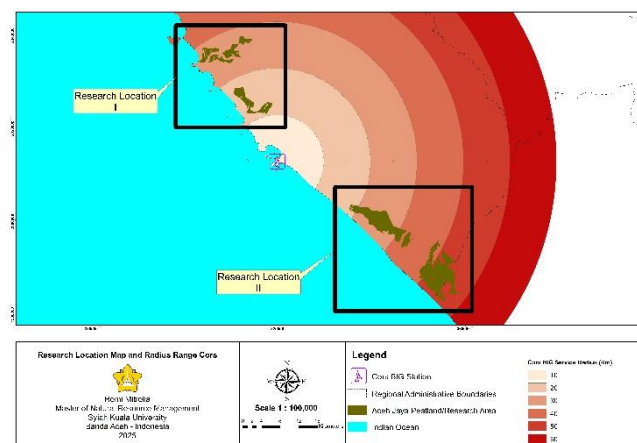 Research Location
I
Research Location
II
Research Location Map and Radius Range Cors
Master of Natural Resource Management
Syiah Kuala University
Banda Aceh - Indonesia
2025
Scale 1 : 100,000
Legend
Cors BIG Station
Regional Administrative Boundaries
Aceh Jaya Peatland/Research Area
Indian Ocean
Cors BIG Service Radius (Km)
10
20
30
40
50
60